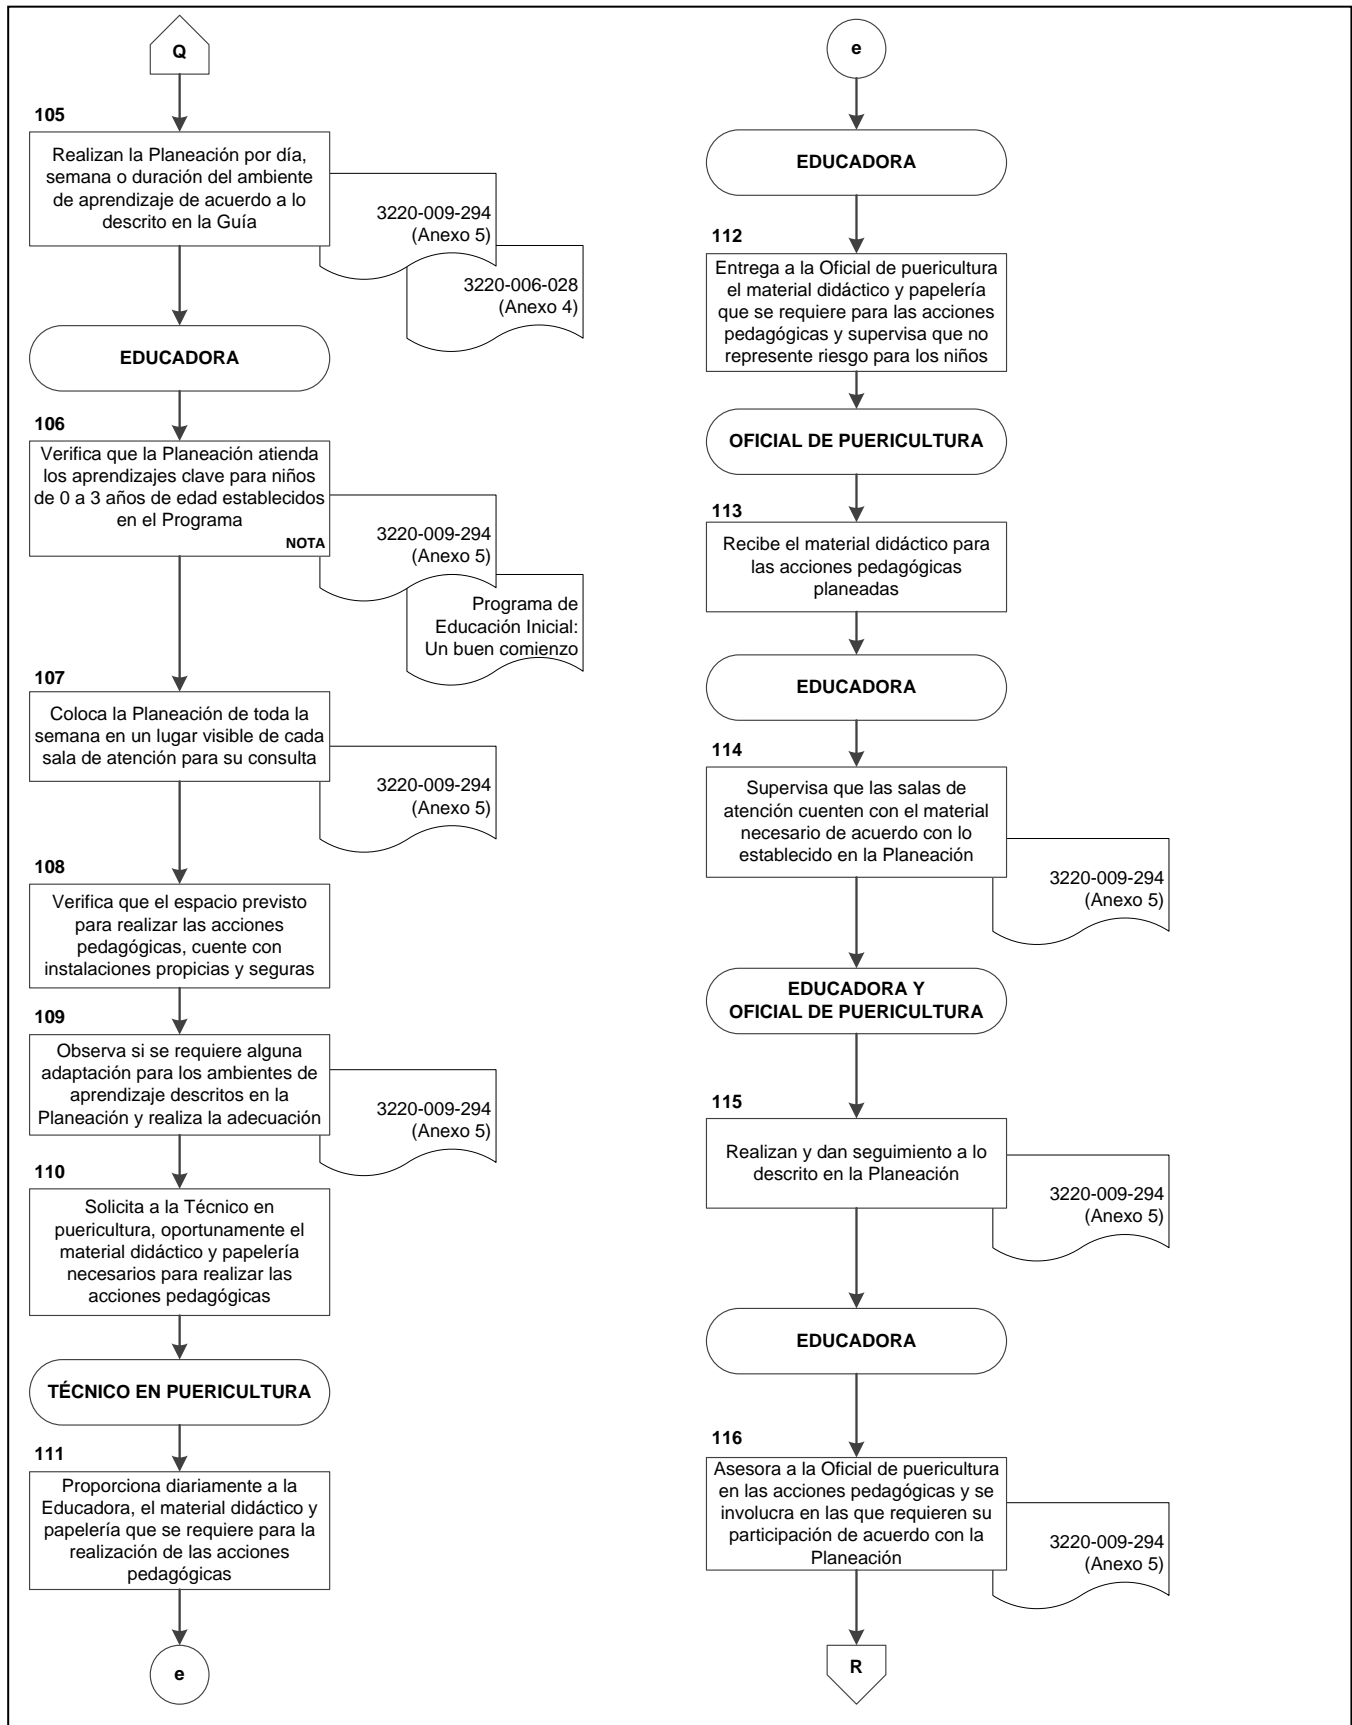 Q
105
Realizan la Planeación por día,
semana o duración del ambiente
de aprendizaje de acuerdo a lo
descrito en la Guía
3220-009-294
(Anexo 5)
3220-006-028
(Anexo 4)
EDUCADORA
106
Verifica que la Planeación atienda
los aprendizajes clave para niños
de 0 a 3 años de edad establecidos
en el Programa
NOTA
3220-009-294
(Anexo 5)
Programa de
Educación Inicial:
Un buen comienzo
107
Coloca la Planeación de toda la
semana en un lugar visible de cada
sala de atención para su consulta
3220-009-294
(Anexo 5)
108
Verifica que el espacio previsto
para realizar las acciones
pedagógicas, cuente con
instalaciones propicias y seguras
109
Observa si se requiere alguna
adaptación para los ambientes de
aprendizaje descritos en la
Planeación y realiza la adecuación
3220-009-294
(Anexo 5)
110
Solicita a la Técnico en
puericultura, oportunamente el
material didáctico y papelería
necesarios para realizar las
acciones pedagógicas
TÉCNICO EN PUERICULTURA
111
Proporciona diariamente a la
Educadora, el material didáctico y
papelería que se requiere para la
realización de las acciones
pedagógicas
e
e
EDUCADORA
112
Entrega a la Oficial de puericultura
el material didáctico y papelería
que se requiere para las acciones
pedagógicas y supervisa que no
represente riesgo para los niños
OFICIAL DE PUERICULTURA
113
Recibe el material didáctico para
las acciones pedagógicas
planeadas
EDUCADORA
114
Supervisa que las salas de
atención cuenten con el material
necesario de acuerdo con lo
establecido en la Planeación
3220-009-294
(Anexo 5)
EDUCADORA Y
OFICIAL DE PUERICULTURA
115
Realizan y dan seguimiento a lo
descrito en la Planeación
3220-009-294
(Anexo 5)
EDUCADORA
116
Asesora a la Oficial de puericultura
en las acciones pedagógicas y se
involucra en las que requieren su
participación de acuerdo con la
Planeación
3220-009-294
(Anexo 5)
R